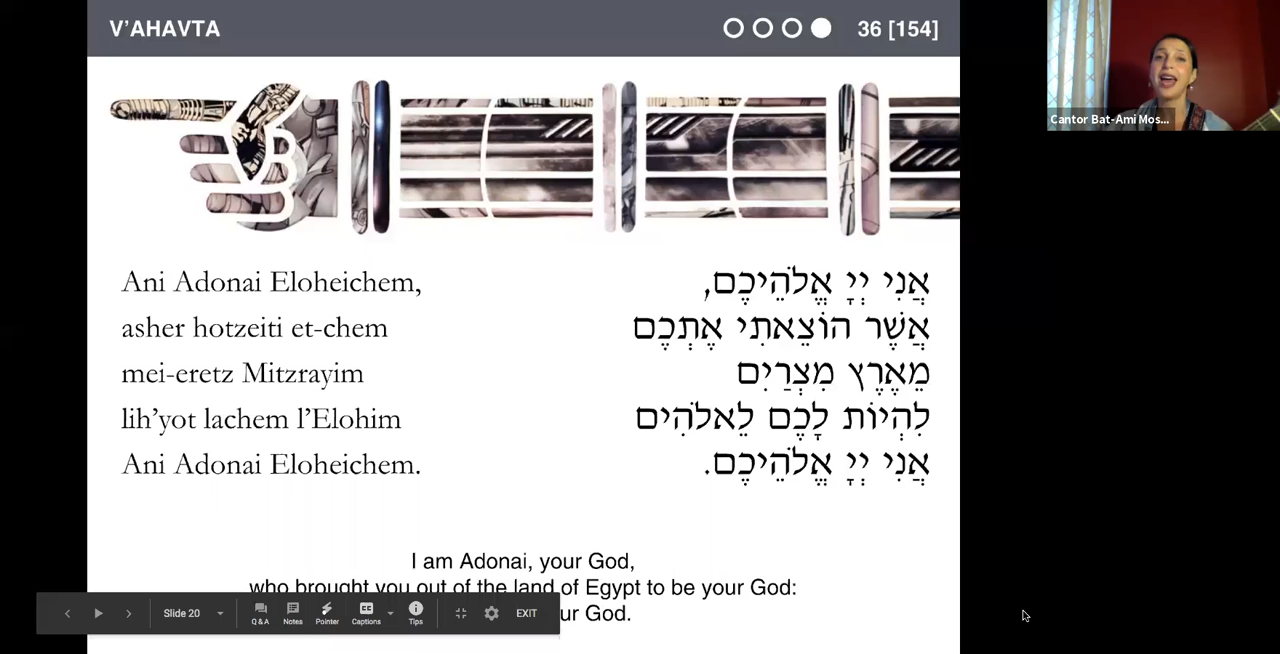 V'AHAVTA
36 [154]
Cantor Bat-Ami Mos...
Ani Adonai Eloheichem,
asher hotzeiti et-chem
mei-eretz Mitzrayim
lih'yot lachem l'Elohim
Ani Adonai Eloheichem.
אֲנִי יְיָ אֱלֹהֵיכֶם,
אֲשֶׁר הוֹצֵאתִי אֶתְכֶם
מֵאֶרֶץ מִצְרַיִם
לִהְיוֹת לָכֶם לֵאלֹהִים
אֲנִי יְיָ אֱלֹהֵיכֶם.
I am Adonai, your God,
who brought you out of the land of Egypt to be your God:
ur God.
Slide 20
Q & A
Notes
Pointer
Captions
Tips
EXIT